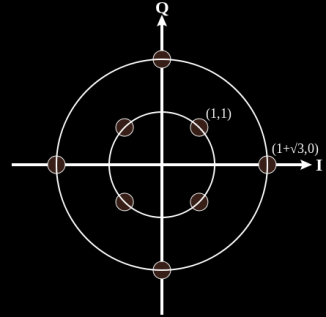 Q
(1,1)
(1+√3,0)
I